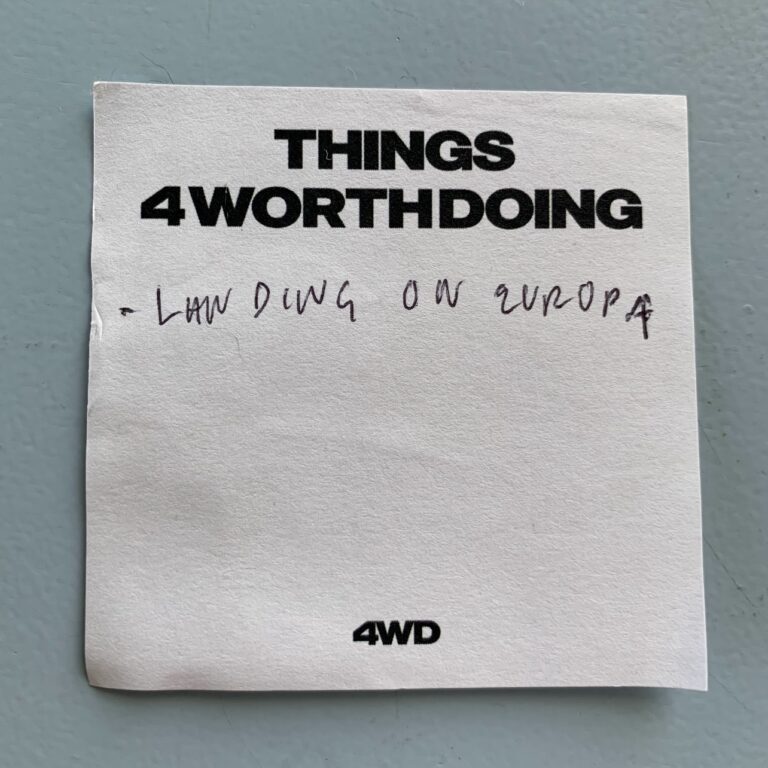 THINGS
4WORTHDOING
- LANDING ON EUROPA
4WD